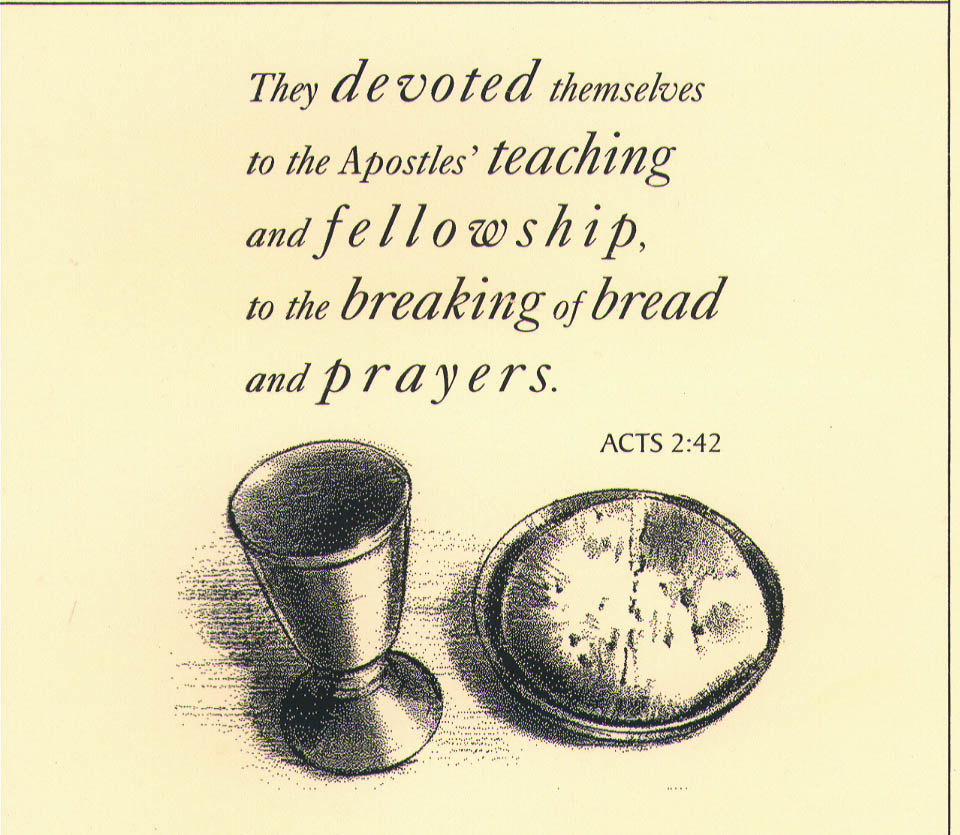 They devoted themselves
to the Apostles’ teaching
and fellowship,
to the breaking of bread
and prayers.
ACTS 2:42